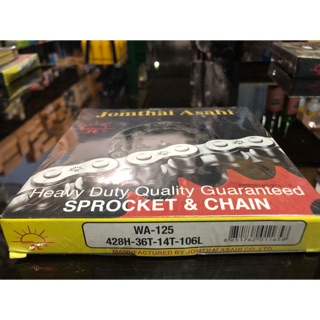 Jomthai Asahi
Heavy Duty Quality Guaranteed
SPROCKET & CHAIN
WA-125
428H-36T-14T-106L
MANUFACTURED BY JOMTHAI ASAHI CO.,LTD.